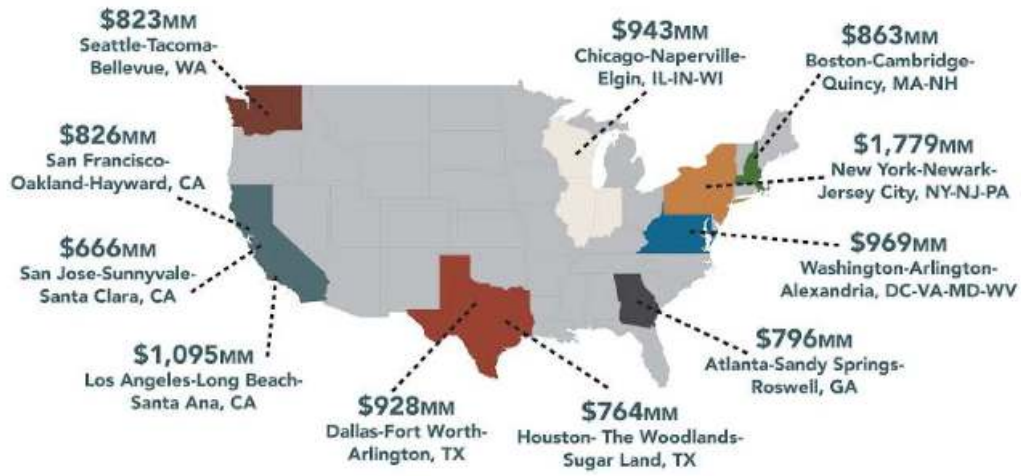 $823MM
Seattle-Tacoma-
Bellevue, WA
$943MM
Chicago-Naperville-
Elgin, IL-IN-WI
$863MM
Boston-Cambridge-
Quincy, MA-NH
$826MM
San Francisco-
Oakland-Hayward, CA
$1,779MM
New York-Newark-
Jersey City, NY-NJ-PA
$666MM
San Jose-Sunnyvale-
Santa Clara, CA
$969MM
Washington-Arlington-
Alexandria, DC-VA-MD-WV
$1,095MM
Los Angeles-Long Beach-
Santa Ana, CA
$796MM
Atlanta-Sandy Springs-
Roswell, GA
$928MM
Dallas-Fort Worth-
Arlington, TX
$764MM
Houston- The Woodlands-
Sugar Land, TX